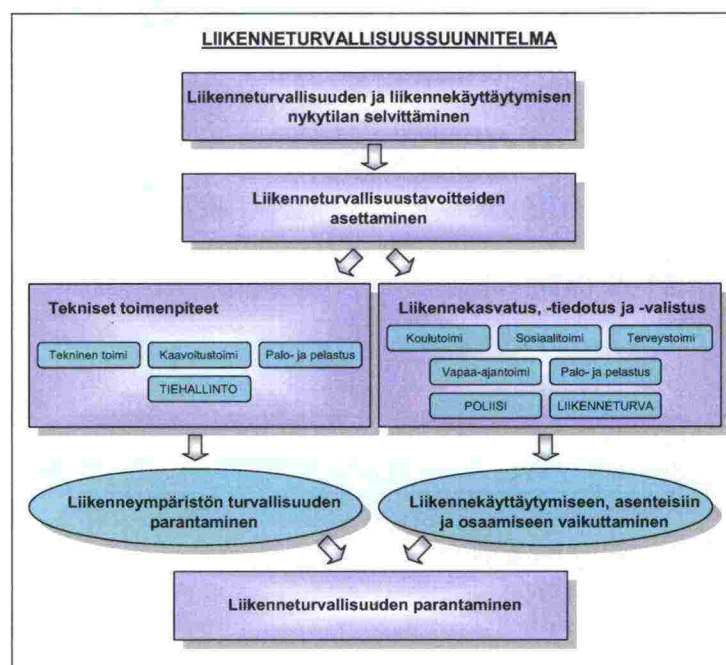 LIIKENNETURVALLISUUSSUUNNITELMA
Liikenneturvallisuuden ja liikennekäyttäytymisen
nykytilan selvittäminen
Liikenneturvallisuustavoitteiden
asettaminen
Tekniset toimenpiteet
Tekninen toimi
Kaavoitustoimi
Palo- ja pelastus
TIEHALLINTO
Liikennekasvatus, -tiedotus ja -valistus
Koulutoimi
Sosiaalitoimi
Terveystoimi
Vapaa-ajantoimi
Palo- ja pelastus
POLIISI
LIIKENNETURVA
Liikenneympäristön turvallisuuden
parantaminen
Liikennekäyttäytymiseen, asenteisiin
ja osaamiseen vaikuttaminen
Liikenneturvallisuuden parantaminen